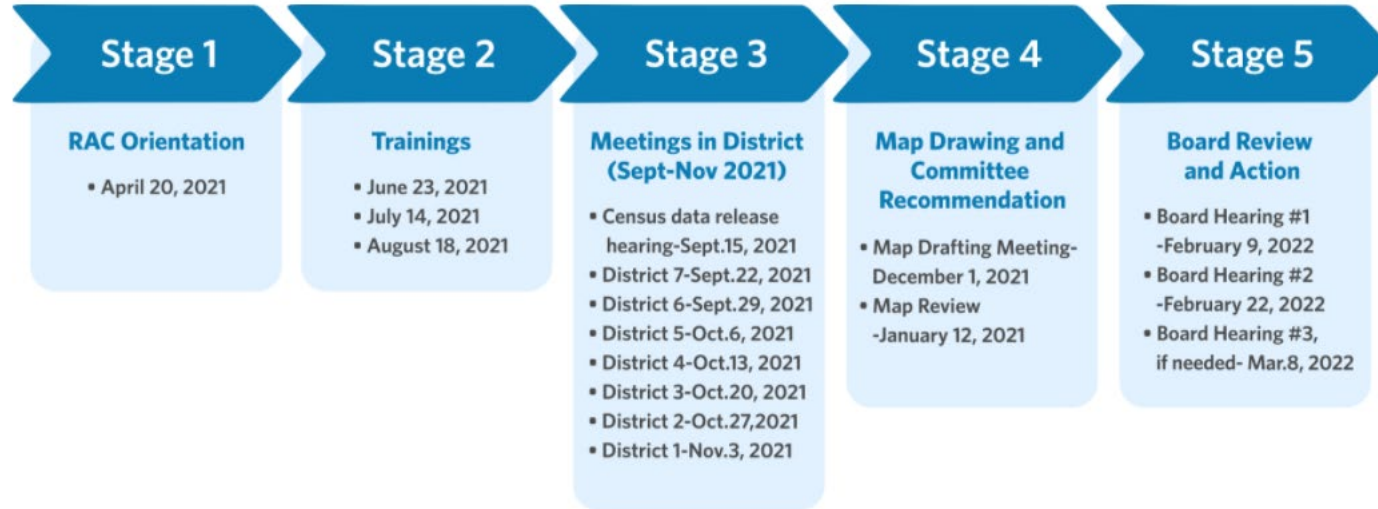 Stage 1
RAC Orientation
▪ April 20, 2021
Stage 2
Trainings
▪ June 23, 2021
▪ July 14, 2021
▪ August 18, 2021
Stage 3
Meetings in District
(Sept-Nov 2021)
▪ Census data release
hearing-Sept.15, 2021
▪ District 7-Sept.22, 2021
▪ District 6-Sept.29, 2021
▪ District 5-Oct.6, 2021
▪ District 4-Oct.13, 2021
▪ District 3-Oct.20, 2021
▪ District 2-Oct.27,2021
▪ District 1-Nov.3, 2021
Stage 4
Map Drawing and
Committee
Recommendation
▪ Map Drafting Meeting-
December 1, 2021
▪ Map Review
-January 12, 2021
Stage 5
Board Review
and Action
▪ Board Hearing #1
-February 9, 2022
▪ Board Hearing #2
-February 22, 2022
▪ Board Hearing #3,
if needed- Mar.8, 2022